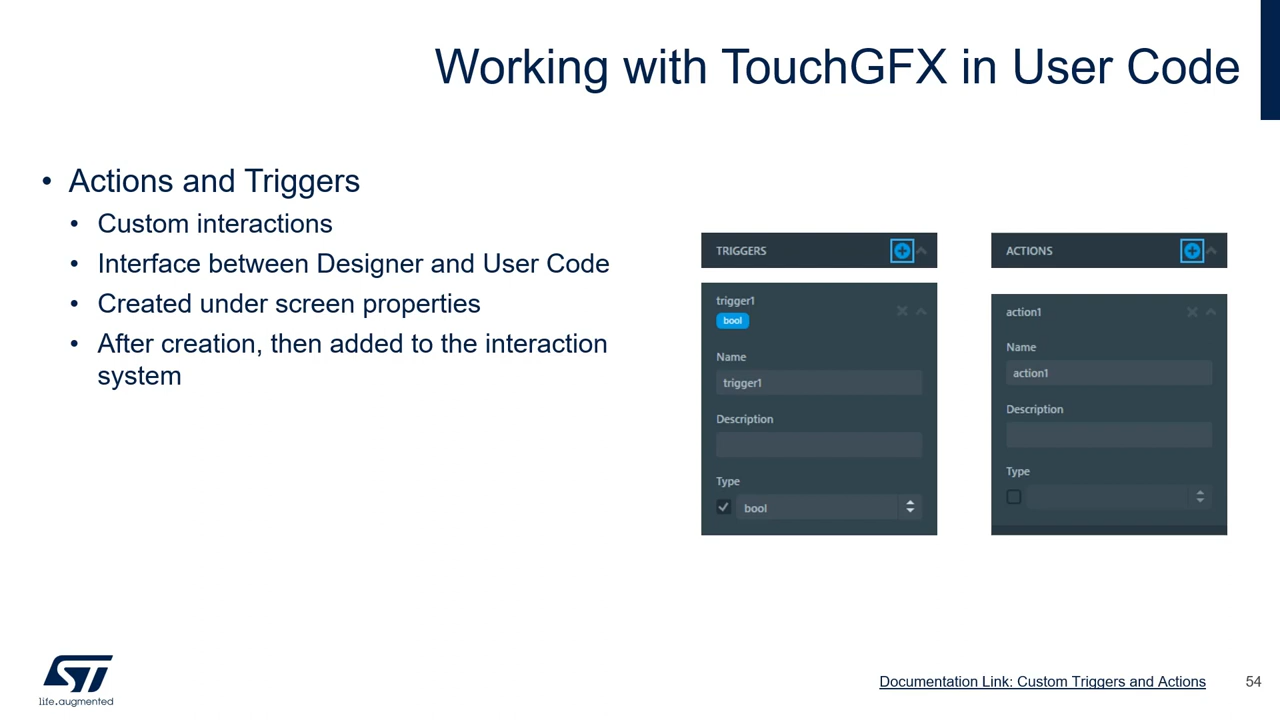 Working with TouchGFX in User Code
• Actions and Triggers
• Custom interactions
• Interface between Designer and User Code
• Created under screen properties
• After creation, then added to the interaction
system
TRIGGERS
trigger1
bool
Name
trigger1
Description
Type
bool
ACTIONS
action1
Name
action1
Description
Type
ST
life.augmented
Documentation Link: Custom Triggers and Actions
54